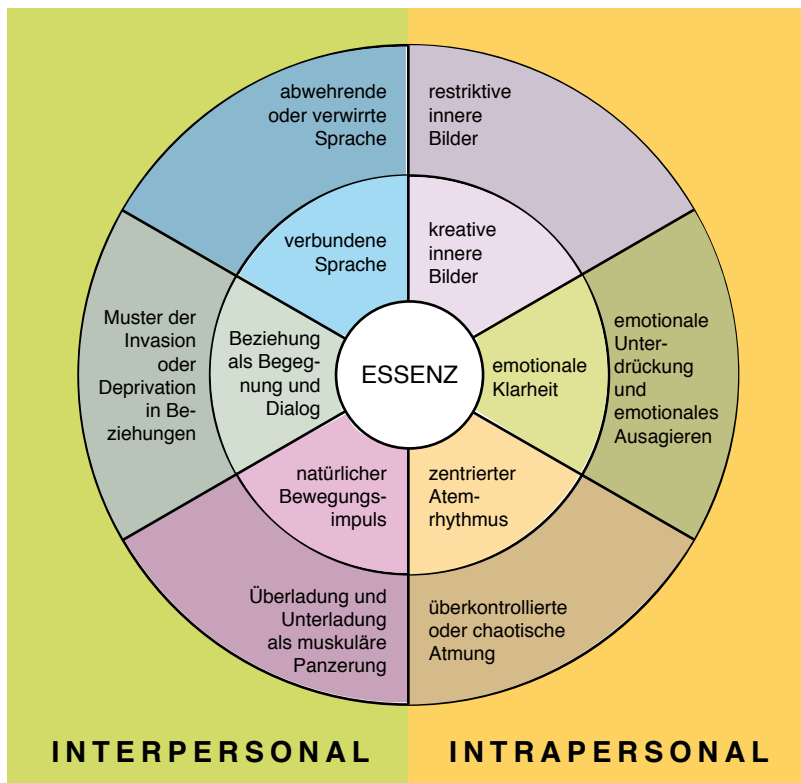 abwehrende
oder verwirrte
Sprache
restriktive
innere
Bilder
verbundene
Sprache
kreative
innere
Bilder
Muster der
Invasion
oder
Deprivation
in Be-
ziehungen
Beziehung
als Begeg-
nung und
Dialog
ESSENZ
emotionale
Klarheit
emotionale
Unter-
drückung
und
emotionales
Ausagieren
natürlicher
Bewegungs-
impuls
zentrierter
Atem-
rhythmus
Überladung und
Unterladung
als muskuläre
Panzerung
überkontrollierte
oder chaotische
Atmung
INTERPERSONAL
INTRAPERSONAL